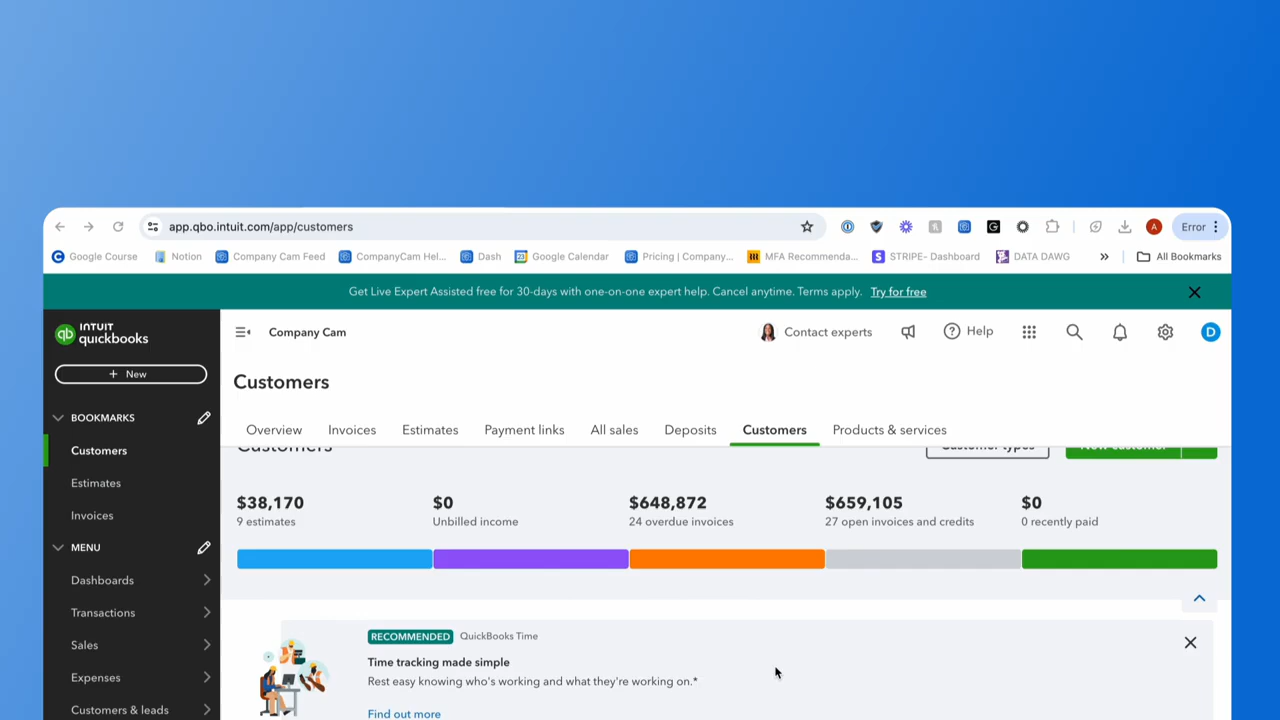 app.qbo.intuit.com/app/customers
Error
Google Course
Notion
Company Cam Feed
CompanyCam Hel...
Dash
Google Calendar
Pricing | Company...
MFA Recommenda...
STRIPE- Dashboard
DATA DAWG
All Bookmarks
Get Live Expert Assisted free for 30-days with one-on-one expert help. Cancel anytime. Terms apply. Try for free
INTUIT
quickbooks
Company Cam
Contact experts
Help
D
+ New
Customers
BOOKMARKS
Customers
Estimates
Invoices
MENU
Dashboards
Transactions
Sales
Expenses
Customers & leads
Overview
Invoices
Estimates
Payment links
All sales
Deposits
Customers
Products & services
Customers
Customer types
New customer
$38,170
9 estimates
$0
Unbilled income
$648,872
24 overdue invoices
$659,105
27 open invoices and credits
$0
0 recently paid
RECOMMENDED QuickBooks Time
Time tracking made simple
Rest easy knowing who's working and what they're working on.*
Find out more